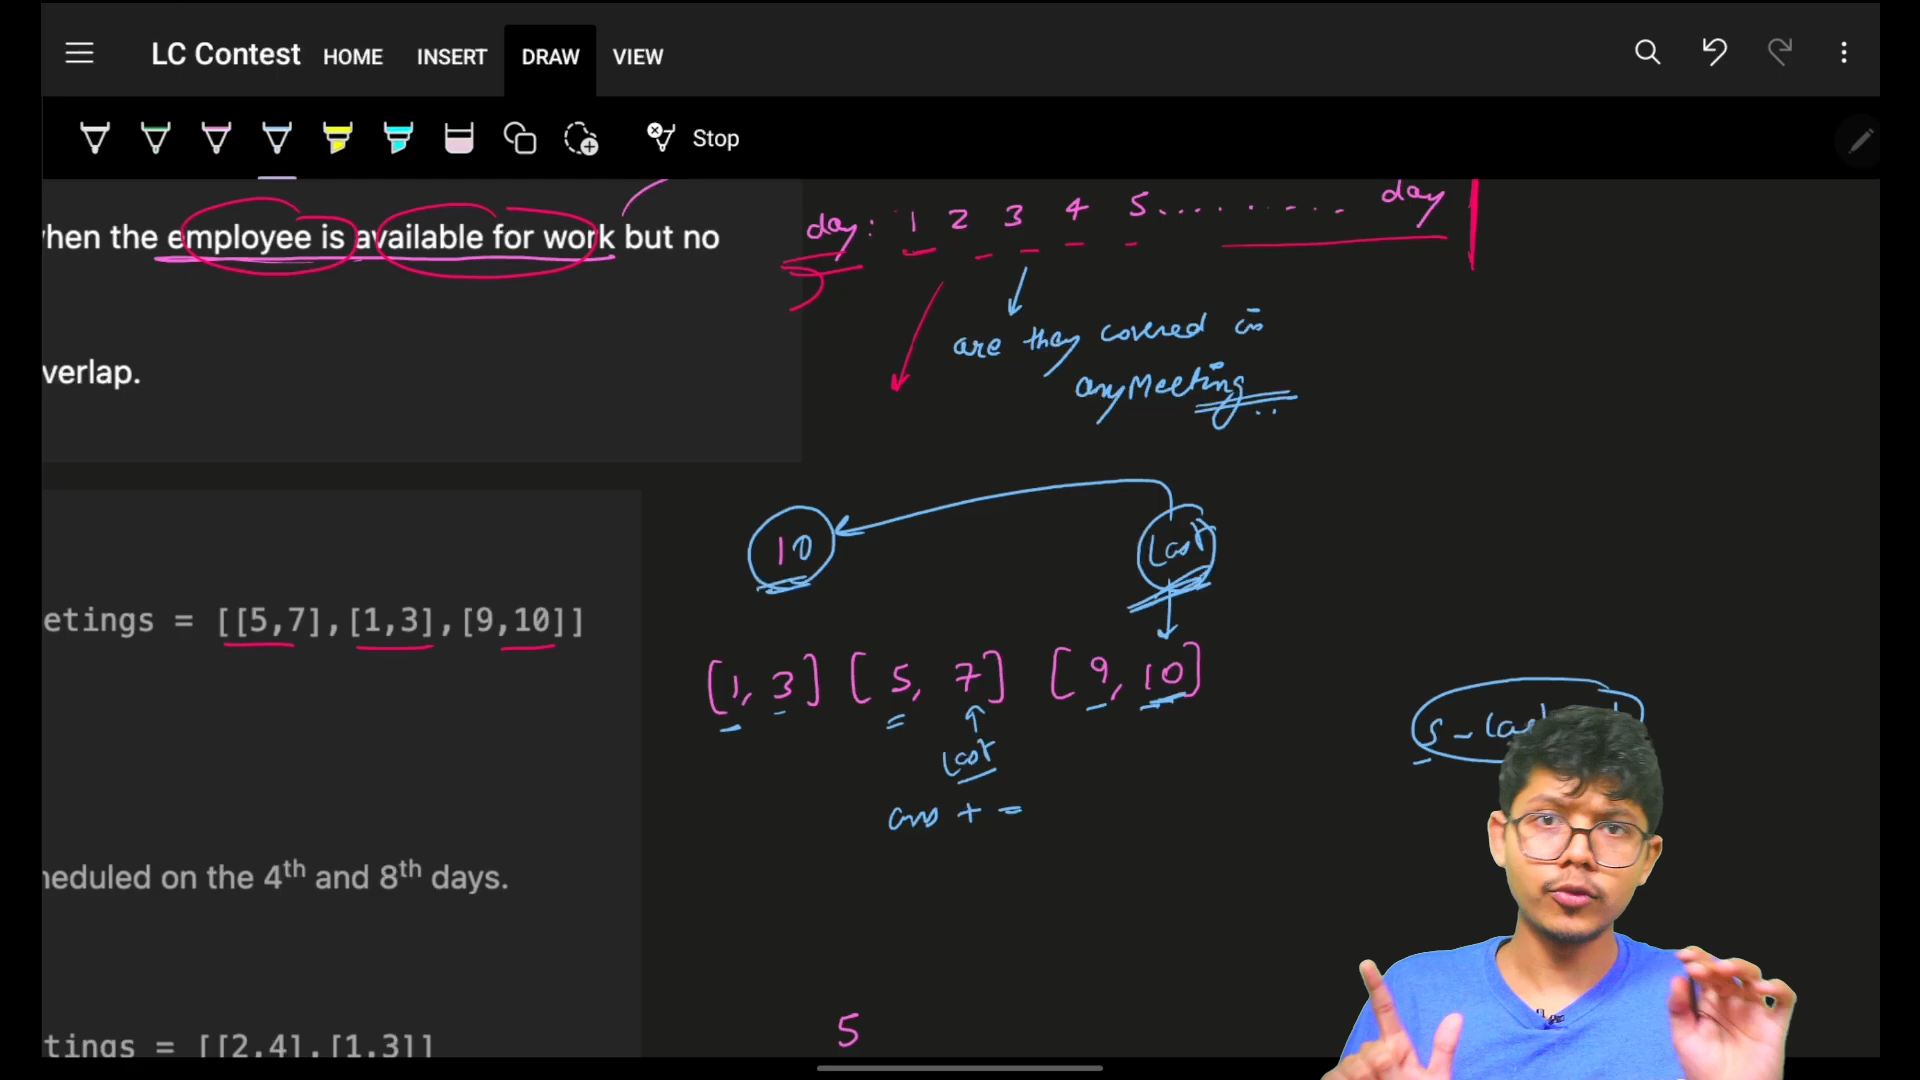 LC Contest HOME INSERT DRAW VIEW
Stop
hen the employee is available for work but no
verlap.
day: 1 2 3 4 5 day
are they covered in
any Meeting
10 last
etings = [[5,7],[1,3],[9,10]]
[1, 3] [5, 7] [9, 10]
last
ans + =
heduled on the 4th and 8th days.
5
tings = [[2,4],[1,3]]